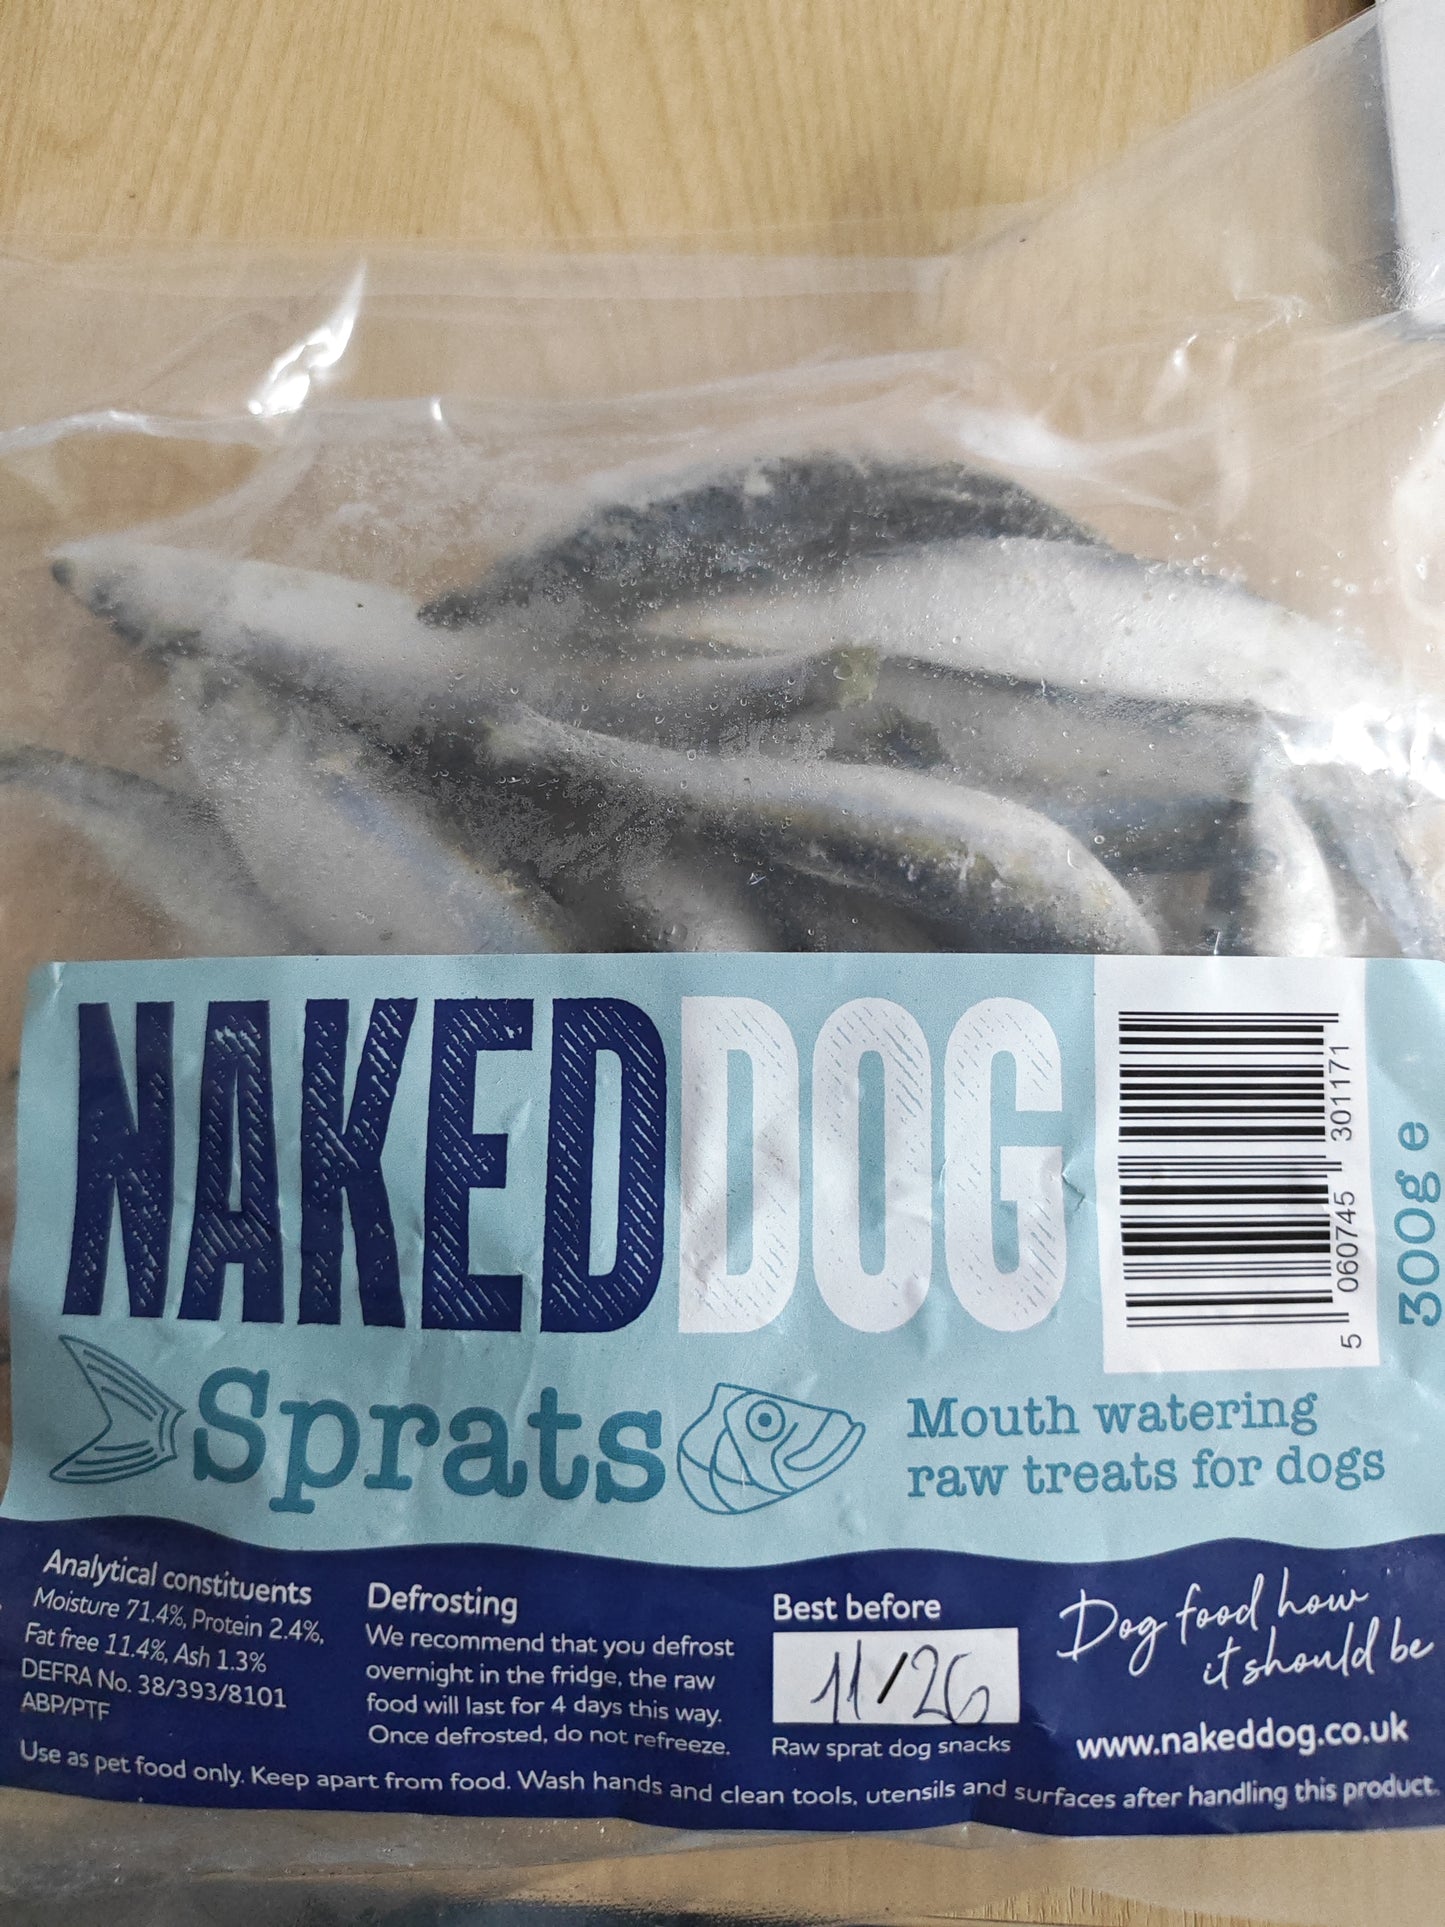 NAKEDDOG
5 060745 301171
300g e
Sprats
Mouth watering
raw treats for dogs
Analytical constituents
Moisture 71.4%, Protein 2.4%,
Fat free 11.4%, Ash 1.3%
DEFRA No. 38/393/8101
ABP/PTF
Defrosting
We recommend that you defrost
overnight in the fridge, the raw
food will last for 4 days this way.
Once defrosted, do not refreeze.
Best before
11/26
Raw sprat dog snacks
Dog food how
it should be
www.nakeddog.co.uk
Use as pet food only. Keep apart from food. Wash hands and clean tools, utensils and surfaces after handling this product.